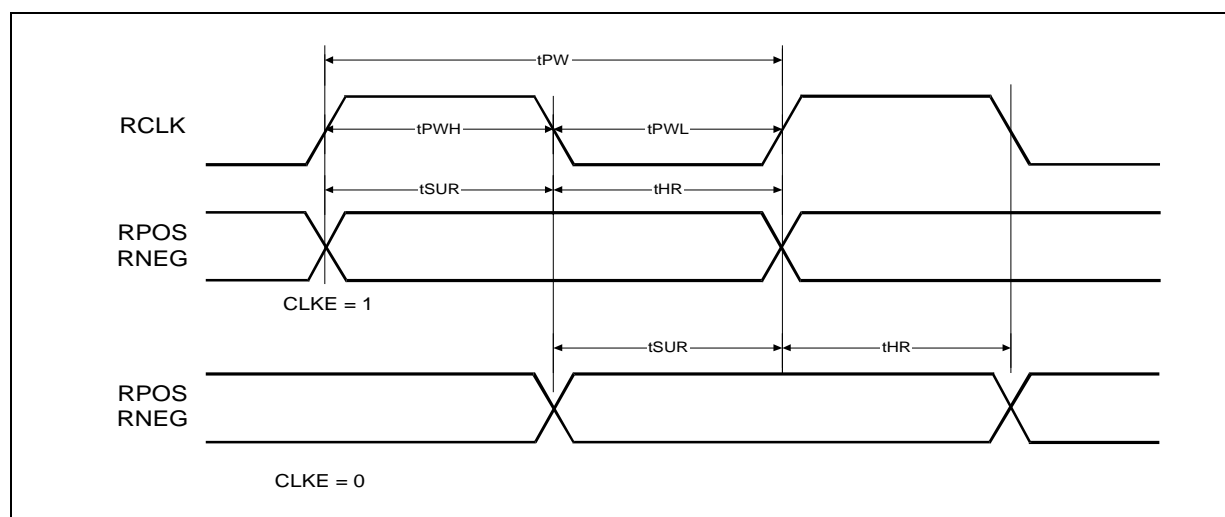 tPW
RCLK
tPWH
tPWL
tSUR
tHR
RPOS
RNEG
CLKE = 1
tSUR
tHR
RPOS
RNEG
CLKE = 0